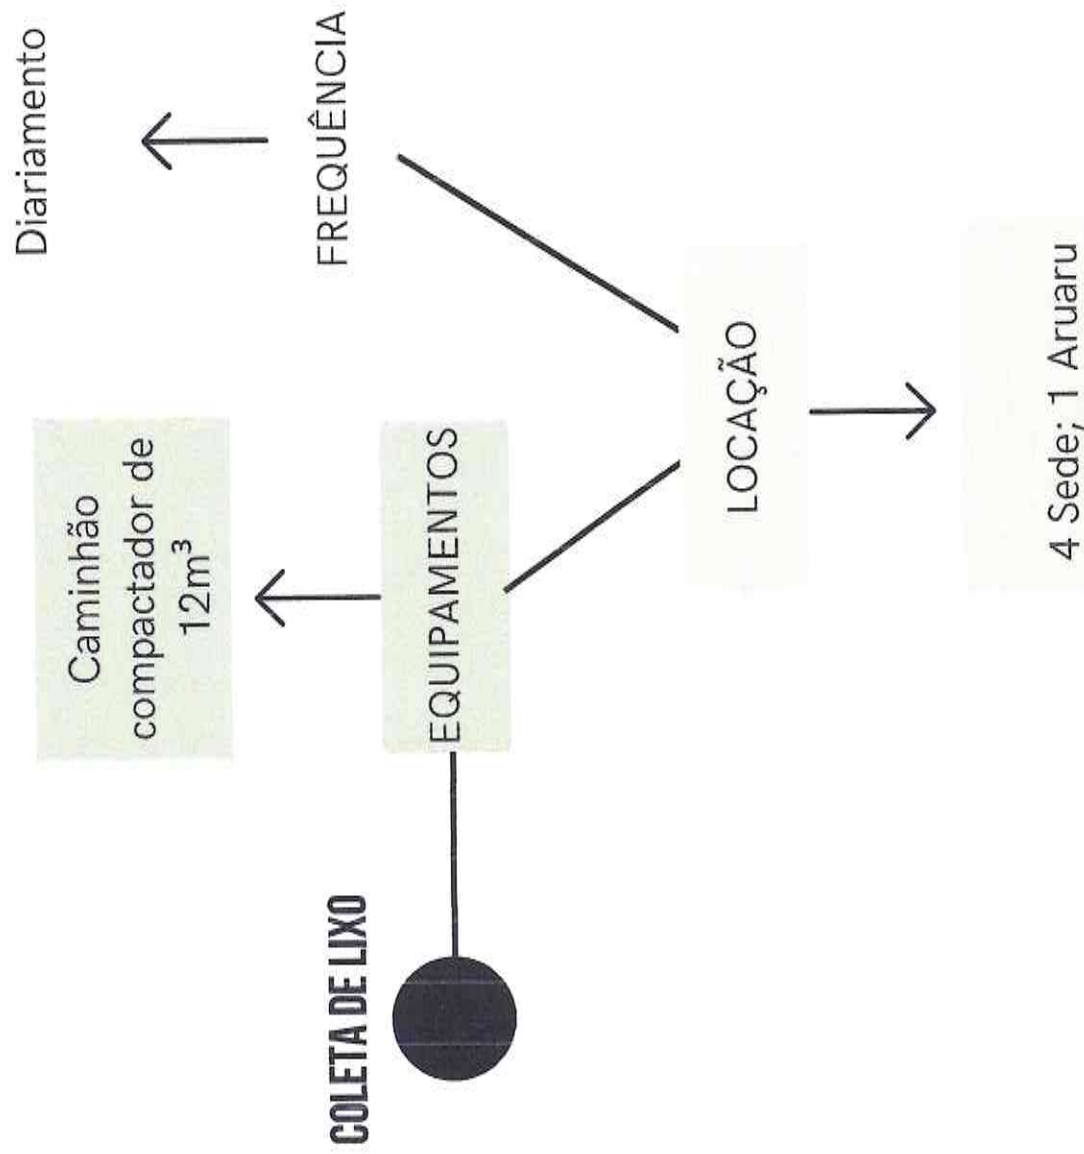 COLETA DE LIXO
EQUIPAMENTOS
Caminhão
compactador de
12m³
LOCAÇÃO
4 Sede; 1 Aruaru
FREQUÊNCIA
Diariamento